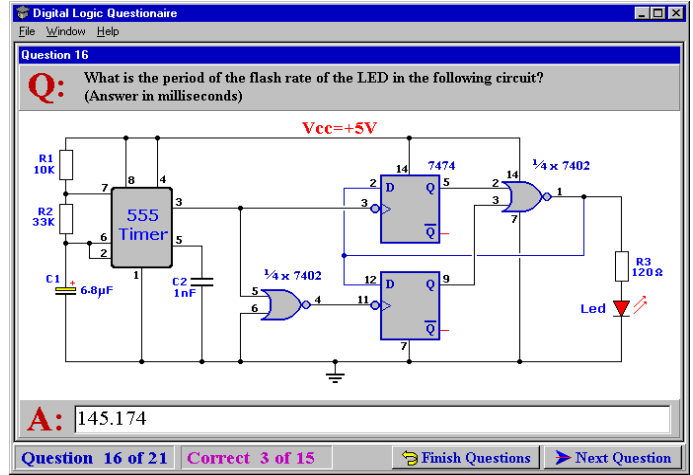 Digital Logic Questionaire
File Window Help
Question 16
Q: What is the period of the flash rate of the LED in the following circuit?
(Answer in milliseconds)
Vcc=+5V
R1
10K
R2
33K
C1
+
6.8µF
7
8
4
6
2
555
Timer
3
5
1
C2
1nF
¼ x 7402
5
6
4
14
7474
2
D
Q
5
3
Q
12
D
Q
9
11
Q
7
14
¼ x 7402
2
3
1
7
R3
120Ω
Led
A: 145.174
Question 16 of 21
Correct 3 of 15
Finish Questions
Next Question